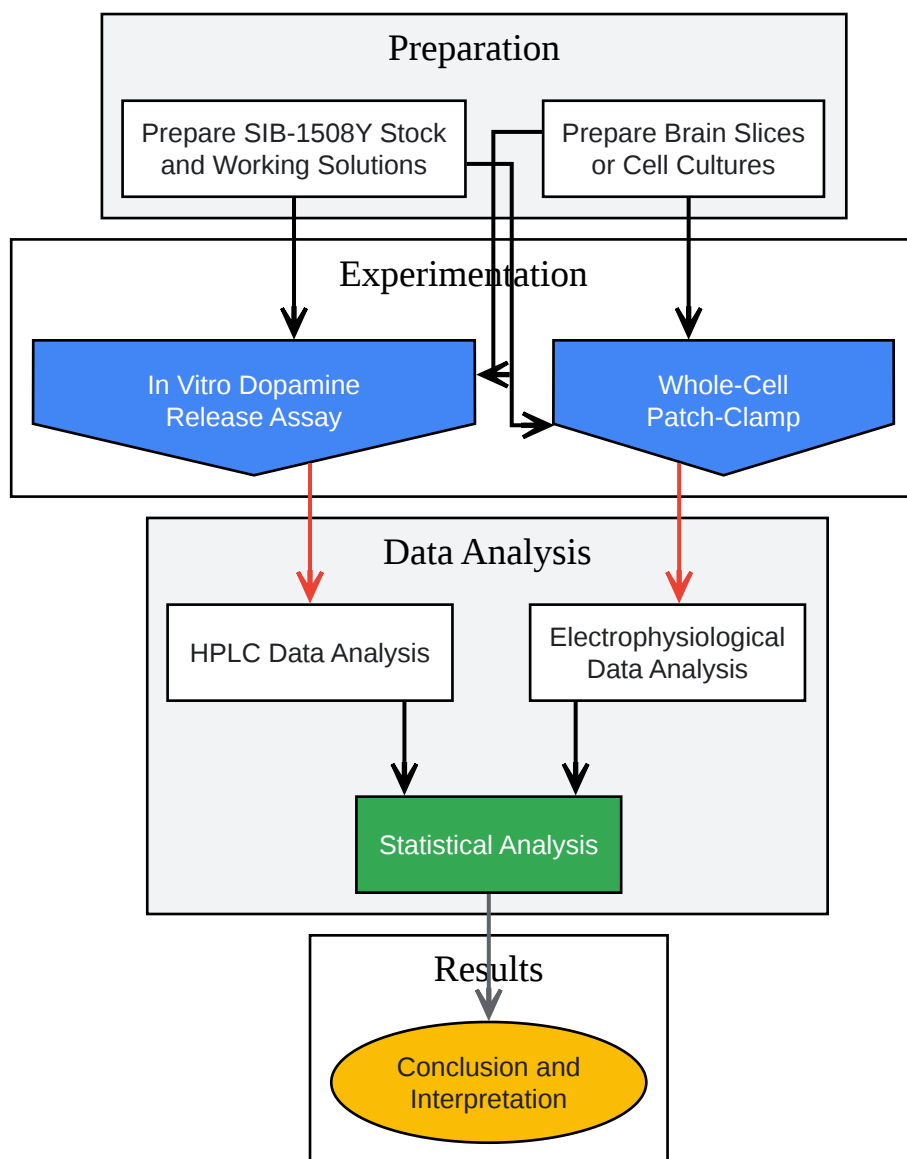 Preparation
Prepare SIB-1508Y Stock
and Working Solutions
Prepare Brain Slices
or Cell Cultures
Experimentation
In Vitro Dopamine
Release Assay
Whole-Cell
Patch-Clamp
Data Analysis
HPLC Data Analysis
Electrophysiological
Data Analysis
Statistical Analysis
Results
Conclusion and
Interpretation